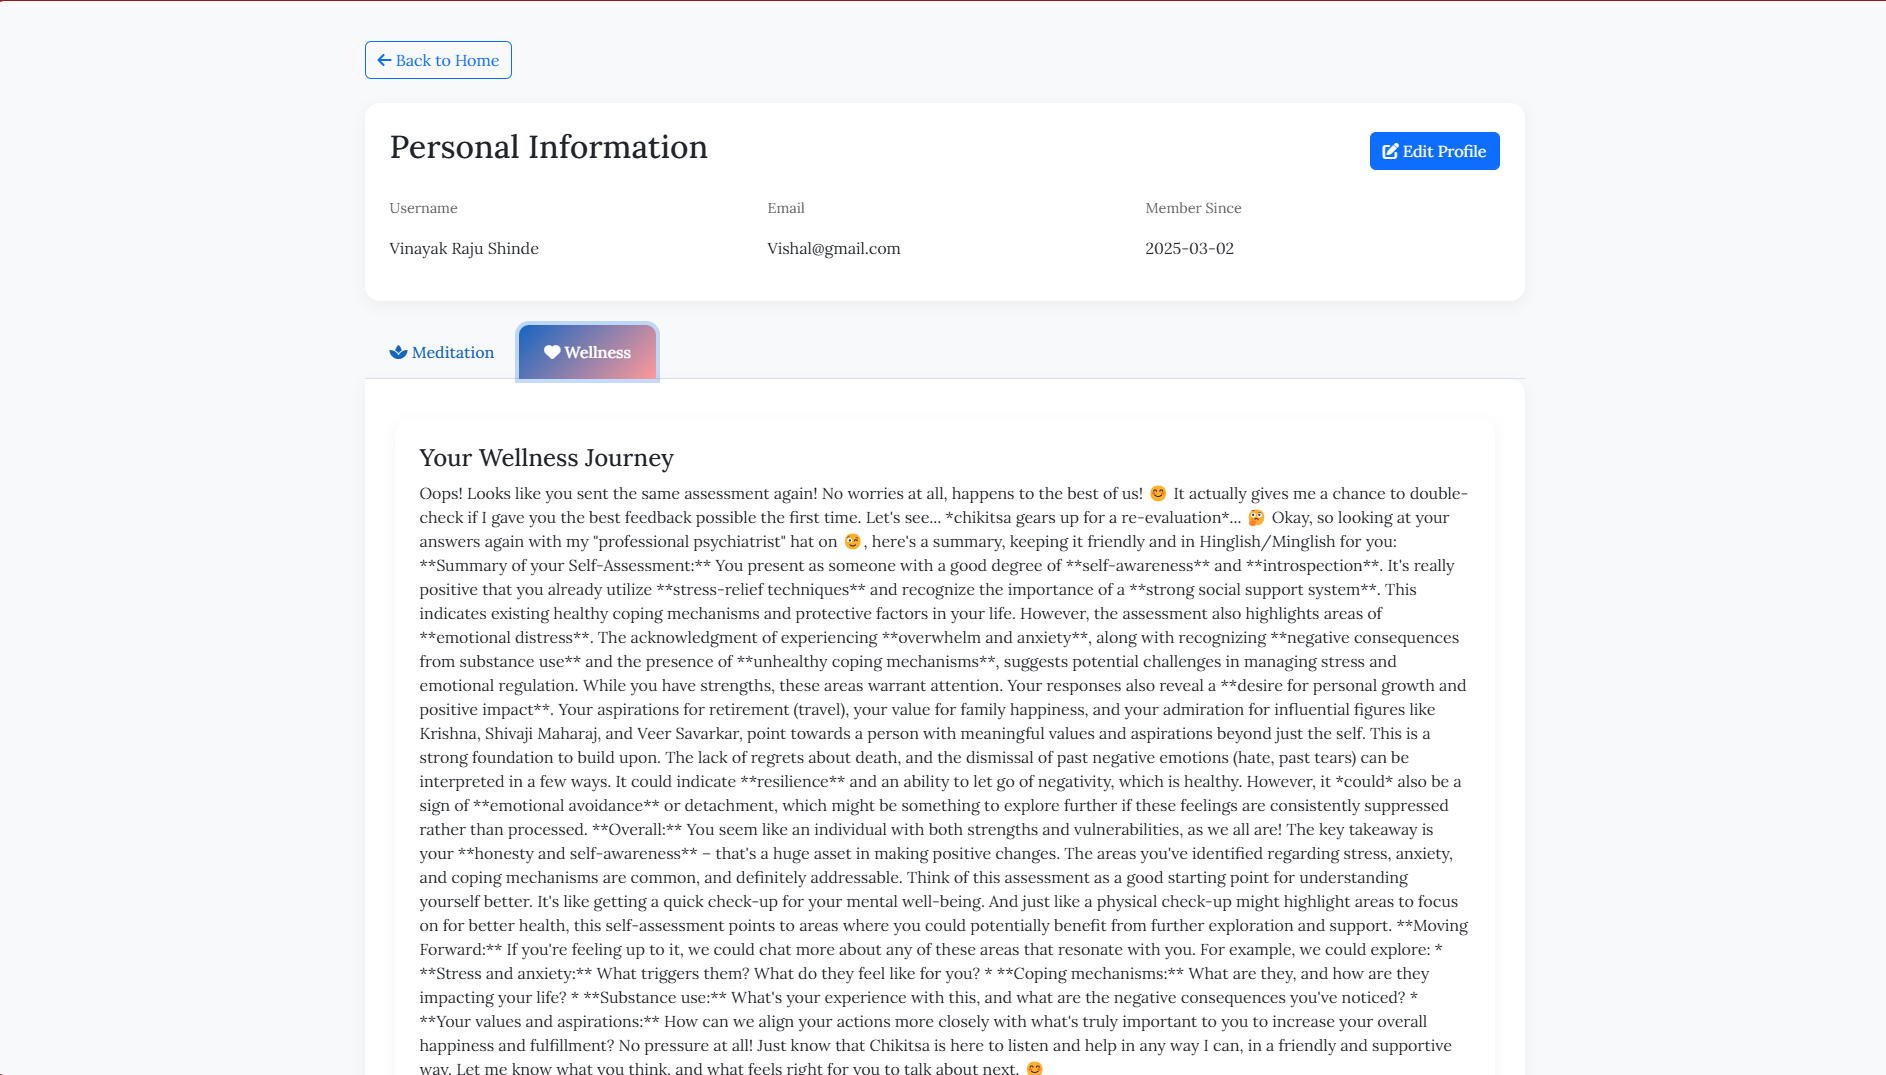 Back to Home
Personal Information
Edit Profile
Username
Email
Member Since
Vinayak Raju Shinde
Vishal@gmail.com
2025-03-02
Meditation
Wellness
Your Wellness Journey
Oops! Looks like you sent the same assessment again! No worries at all, happens to the best of us! 😊 It actually gives me a chance to double-
check if I gave you the best feedback possible the first time. Let's see... *chikitsa gears up for a re-evaluation*... 🤔 Okay, so looking at your
answers again with my "professional psychiatrist" hat on 😉, here's a summary, keeping it friendly and in Hinglish/Minglish for you:
**Summary of your Self-Assessment:** You present as someone with a good degree of **self-awareness** and **introspection**. It's really
positive that you already utilize **stress-relief techniques** and recognize the importance of a **strong social support system**. This
indicates existing healthy coping mechanisms and protective factors in your life. However, the assessment also highlights areas of
**emotional distress**. The acknowledgment of experiencing **overwhelm and anxiety**, along with recognizing **negative consequences
from substance use** and the presence of **unhealthy coping mechanisms**, suggests potential challenges in managing stress and
emotional regulation. While you have strengths, these areas warrant attention. Your responses also reveal a **desire for personal growth and
positive impact**. Your aspirations for retirement (travel), your value for family happiness, and your admiration for influential figures like
Krishna, Shivaji Maharaj, and Veer Savarkar, point towards a person with meaningful values and aspirations beyond just the self. This is a
strong foundation to build upon. The lack of regrets about death, and the dismissal of past negative emotions (hate, past tears) can be
interpreted in a few ways. It could indicate **resilience** and an ability to let go of negativity, which is healthy. However, it *could* also be a
sign of **emotional avoidance** or detachment, which might be something to explore further if these feelings are consistently suppressed
rather than processed. **Overall:** You seem like an individual with both strengths and vulnerabilities, as we all are! The key takeaway is
your **honesty and self-awareness** – that's a huge asset in making positive changes. The areas you've identified regarding stress, anxiety,
and coping mechanisms are common, and definitely addressable. Think of this assessment as a good starting point for understanding
yourself better. It's like getting a quick check-up for your mental well-being. And just like a physical check-up might highlight areas to focus
on for better health, this self-assessment points to areas where you could potentially benefit from further exploration and support. **Moving
Forward:** If you're feeling up to it, we could chat more about any of these areas that resonate with you. For example, we could explore: *
**Stress and anxiety:** What triggers them? What do they feel like for you? * **Coping mechanisms:** What are they, and how are they
impacting your life? * **Substance use:** What's your experience with this, and what are the negative consequences you've noticed? *
**Your values and aspirations:** How can we align your actions more closely with what's truly important to you to increase your overall
happiness and fulfillment? No pressure at all! Just know that Chikitsa is here to listen and help in any way I can, in a friendly and supportive
way. Let me know what you think, and what feels right for you to talk about next. 😊